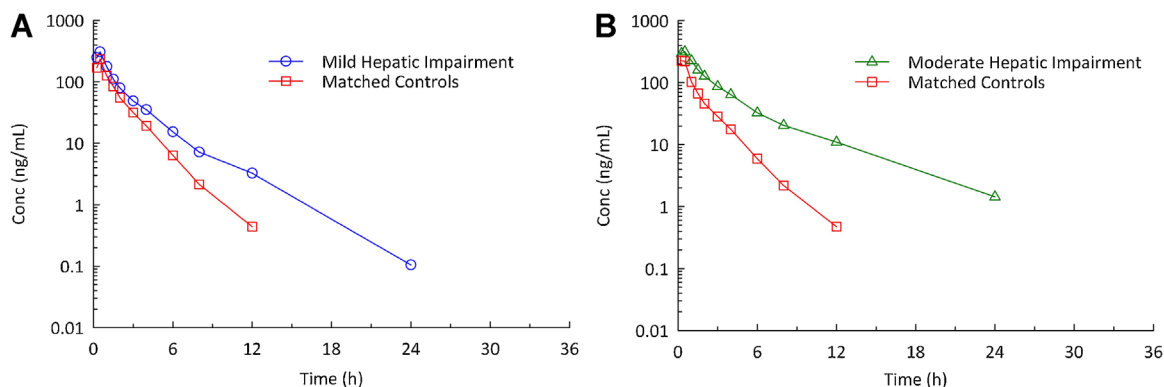 A
Conc (ng/mL)
1000
100
10
1
0.1
0.01
Mild Hepatic Impairment
Matched Controls
0 6 12 24 30 36
Time (h)
B
Conc (ng/mL)
1000
100
10
1
0.1
0.01
Moderate Hepatic Impairment
Matched Controls
0 6 12 24 30 36
Time (h)